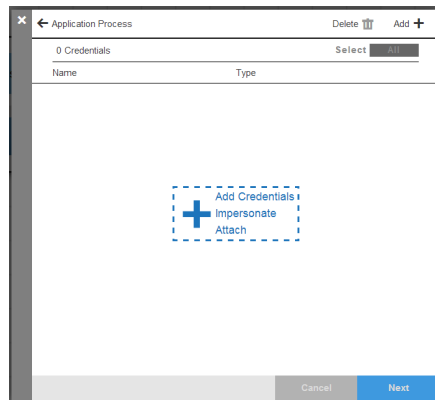 Application Process Delete Add
0 Credentials Select All
Name Type
Add Credentials
Impersonate
Attach
Cancel Next